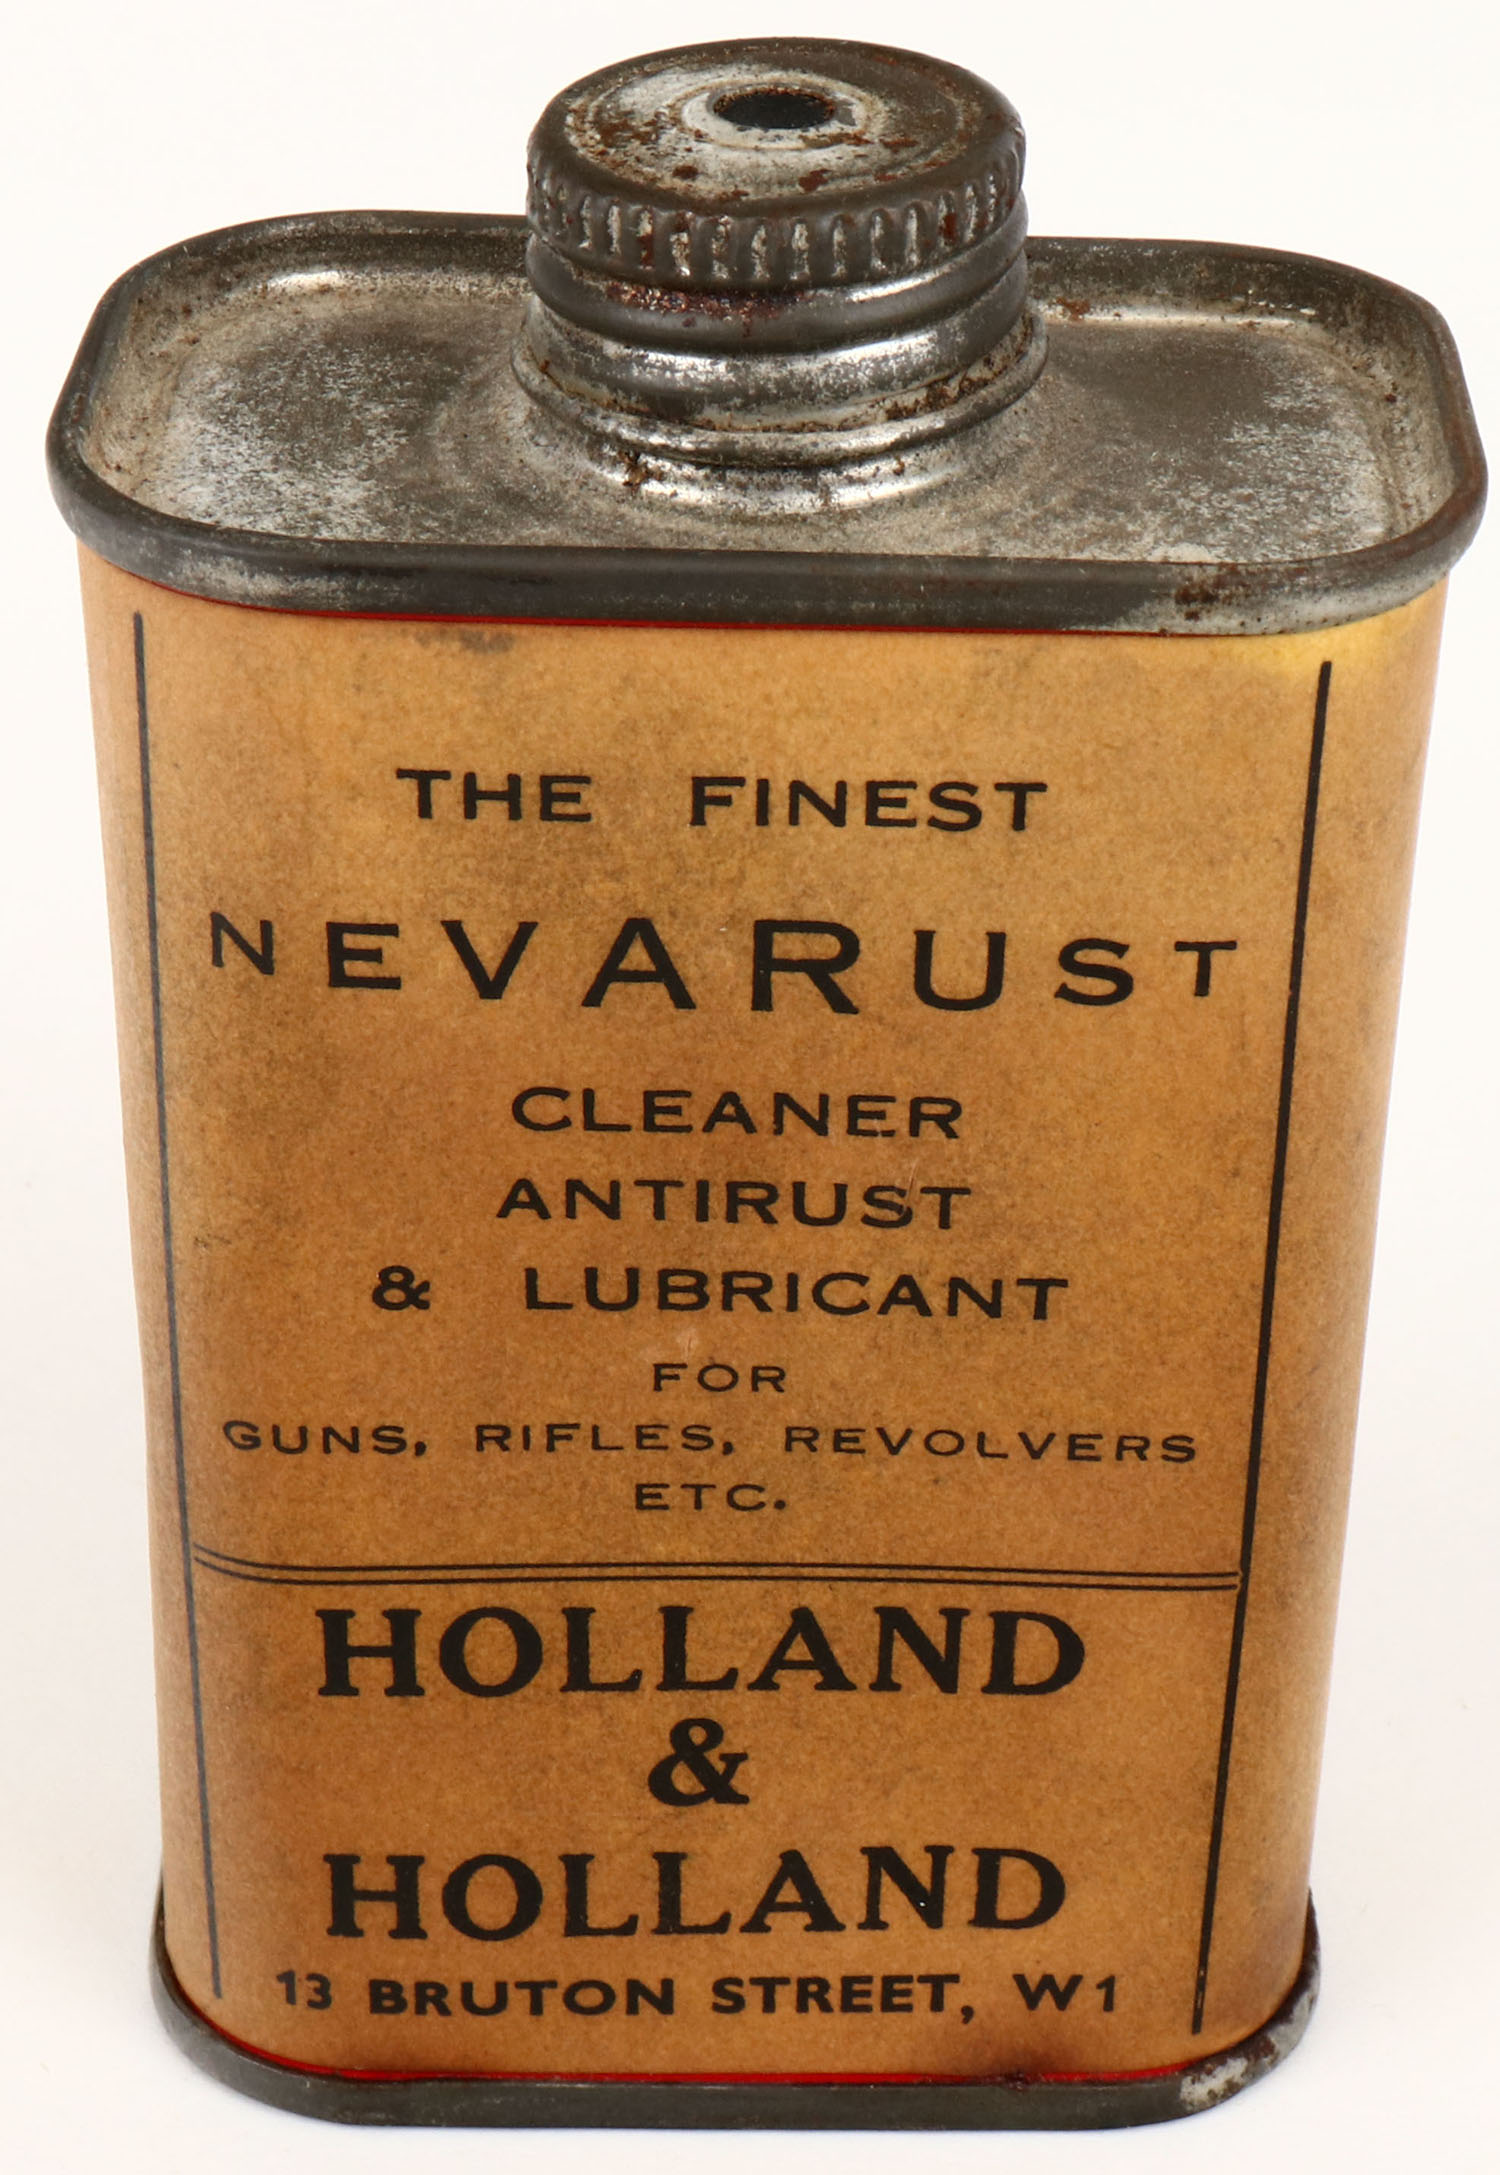 THE FINEST
NEVARUST
CLEANER
ANTIRUST
& LUBRICANT
FOR
GUNS, RIFLES, REVOLVERS
ETC.
HOLLAND
&
HOLLAND
13 BRUTON STREET, W1